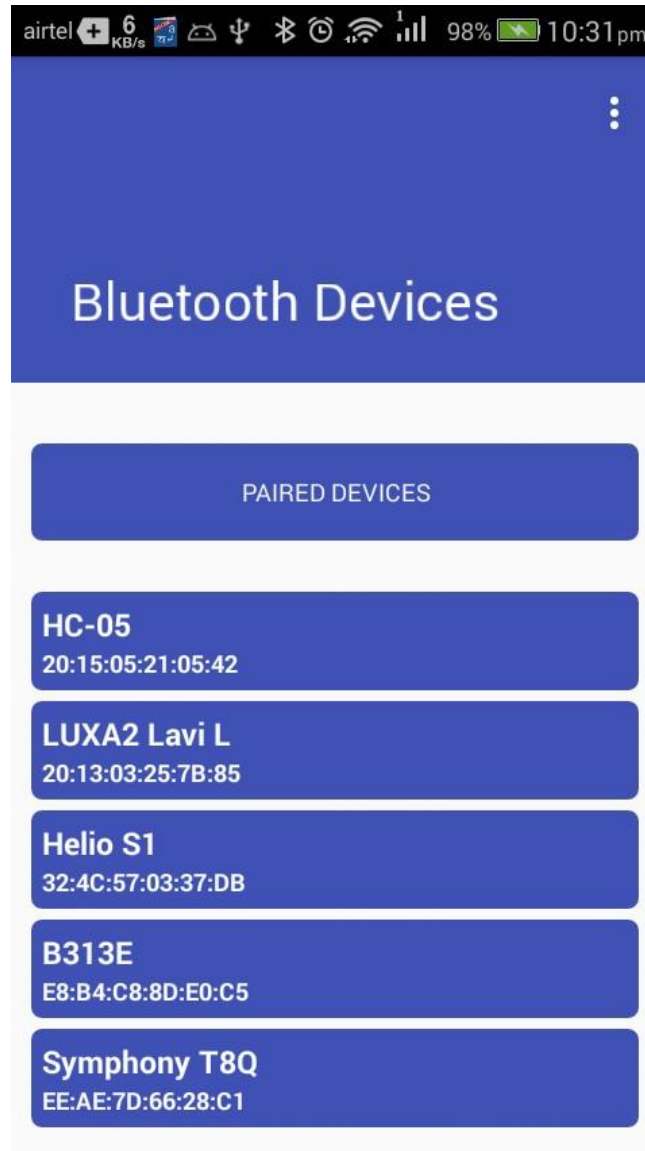 airtel + 6 KB/s 1 98% 10:31pm
Bluetooth Devices
PAIRED DEVICES
HC-05
20:15:05:21:05:42
LUXA2 Lavi L
20:13:03:25:7B:85
Helio S1
32:4C:57:03:37:DB
B313E
E8:B4:C8:8D:E0:C5
Symphony T8Q
EE:AE:7D:66:28:C1